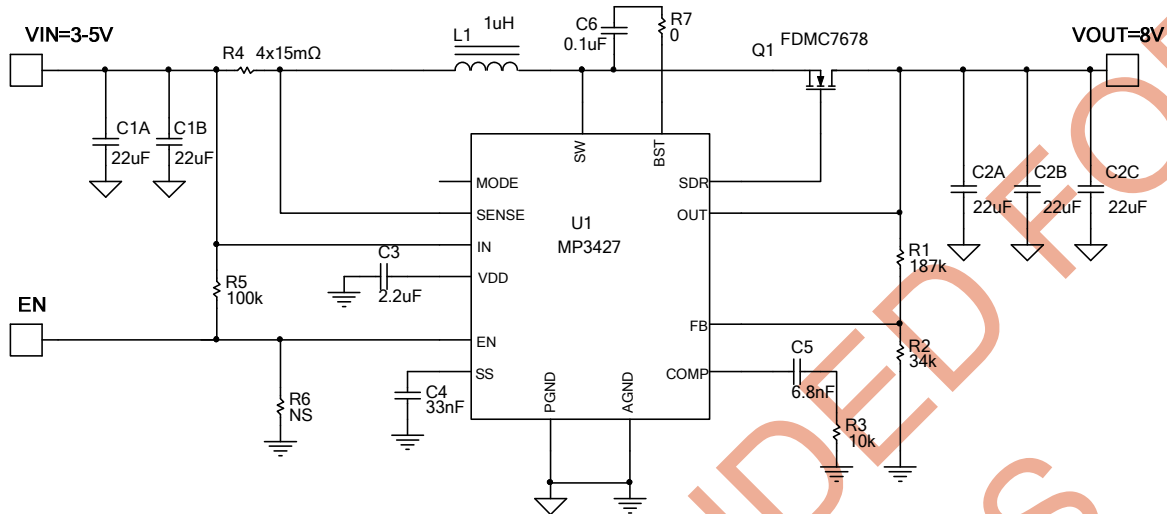 VIN=3-5V
R4 4x15mΩ
L1
1uH
C6
0.1uF
R7
0
Q1
FDMC7678
VOUT=8V
C1A
22uF
C1B
22uF
SW
BST
MODE
SENSE
IN
VDD
EN
SS
PGND
AGND
SDR
OUT
FB
COMP
U1
MP3427
C2A
22uF
C2B
22uF
C2C
22uF
C3
2.2uF
R5
100k
R1
187k
EN
R2
34k
C5
6.8nF
R6
NS
C4
33nF
R3
10k